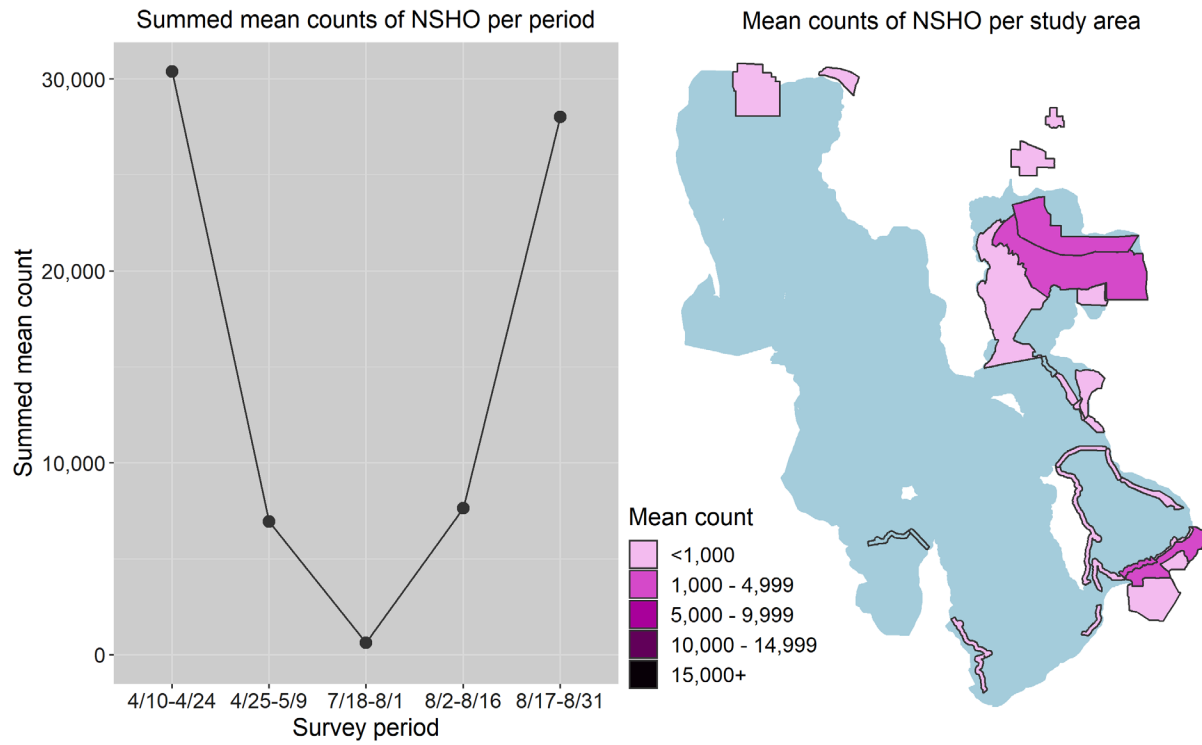 Summed mean counts of NSHO per period
30,000
20,000
10,000
0
Summed mean count
4/10-4/24 4/25-5/9 7/18-8/1 8/2-8/16 8/17-8/31
Survey period
Mean counts of NSHO per study area
Mean count
<1,000
1,000 - 4,999
5,000 - 9,999
10,000 - 14,999
15,000+